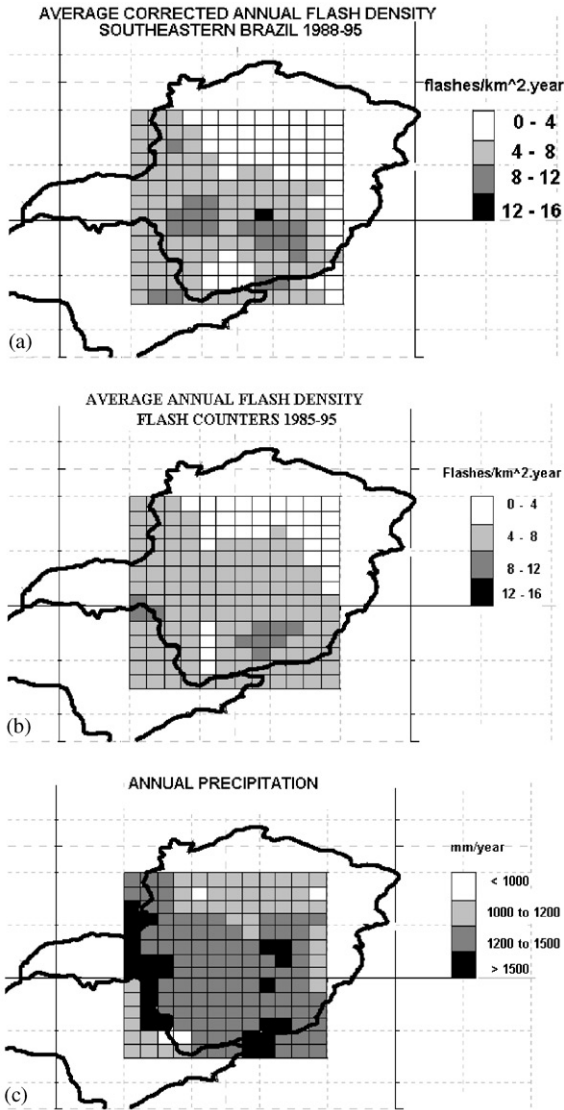 AVERAGE CORRECTED ANNUAL FLASH DENSITY
SOUTHEASTERN BRAZIL 1988-95
flashes/km^2.year
0 - 4
4 - 8
8 - 12
12 - 16
(a)
AVERAGE ANNUAL FLASH DENSITY
FLASH COUNTERS 1985-95
Flashes/km^2.year
0 - 4
4 - 8
8 - 12
12 - 16
(b)
ANNUAL PRECIPITATION
mm/year
< 1000
1000 to 1200
1200 to 1500
> 1500
(c)